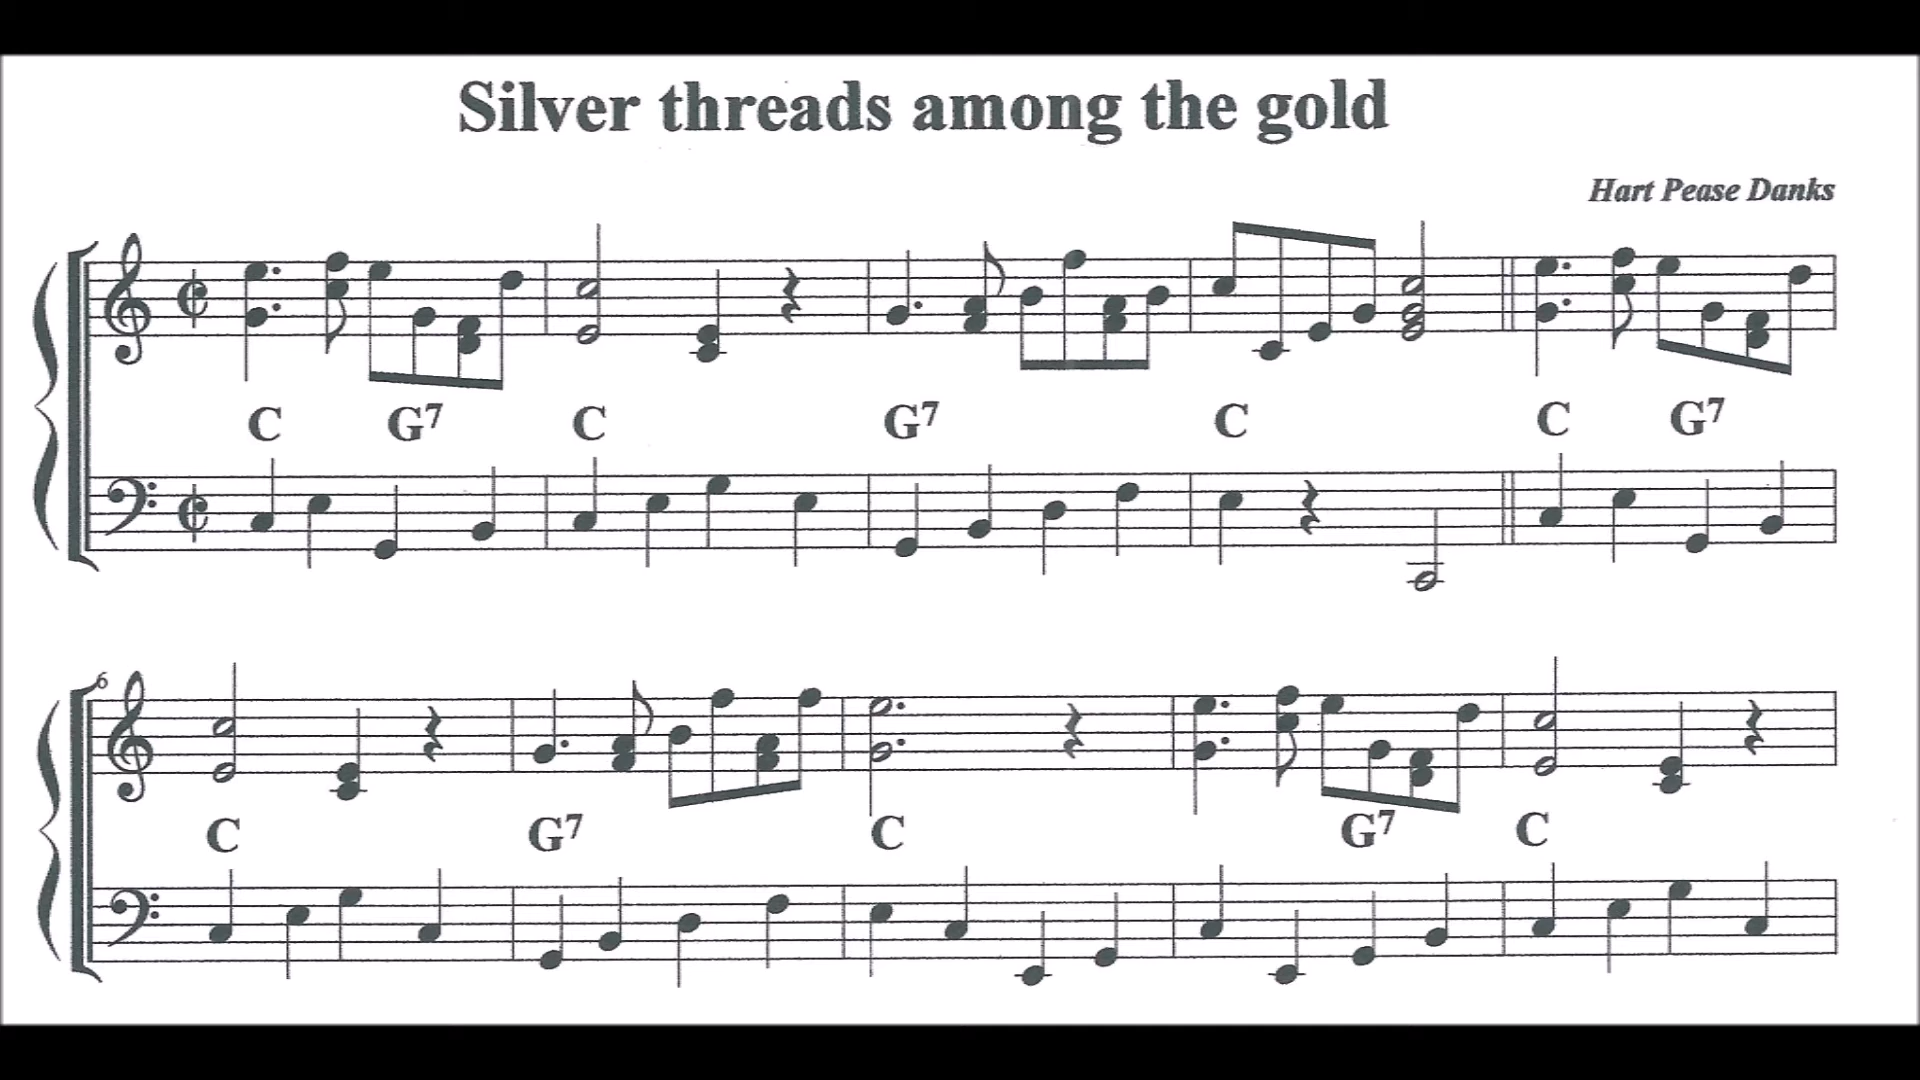 Silver threads among the gold
Hart Pease Danks
C G7 C G7 C C G7
6
C G7 C G7 C